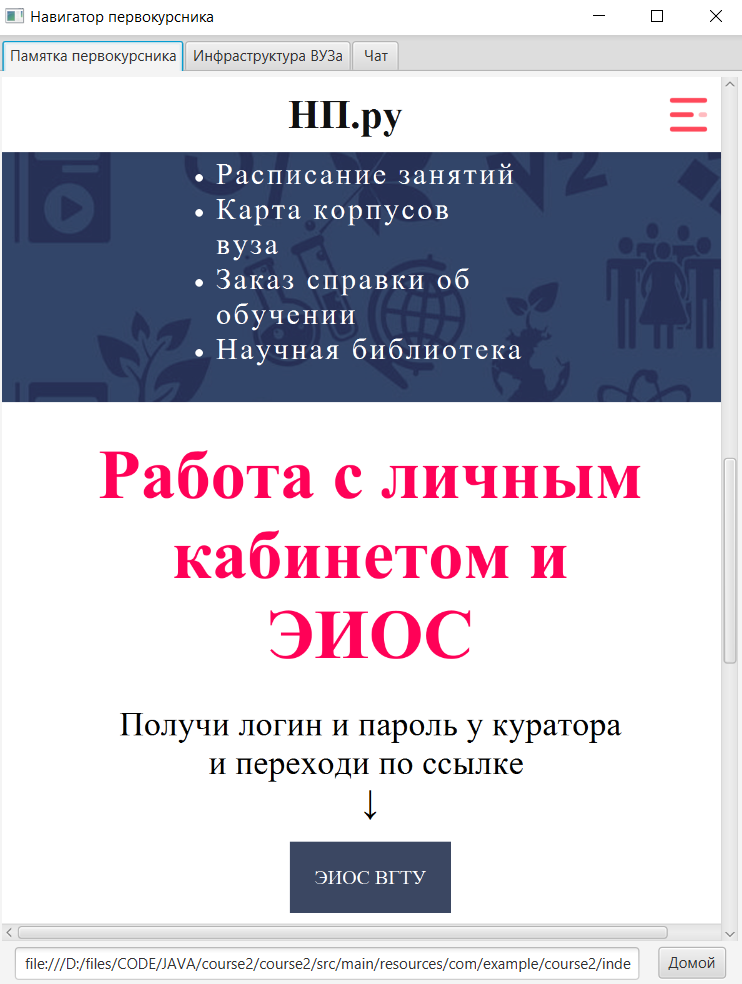 Навигатор первокурсника
Памятка первокурсника Инфраструктура ВУЗа Чат
НП.ру
• Расписание занятий
• Карта корпусов
вуза
• Заказ справки об
обучении
• Научная библиотека
Работа с личным
кабинетом и
ЭИОС
Получи логин и пароль у куратора
и переходи по ссылке
↓
ЭИОС ВГТУ
file:///D:/files/CODE/JAVA/course2/course2/src/main/resources/com/example/course2/inde Домой